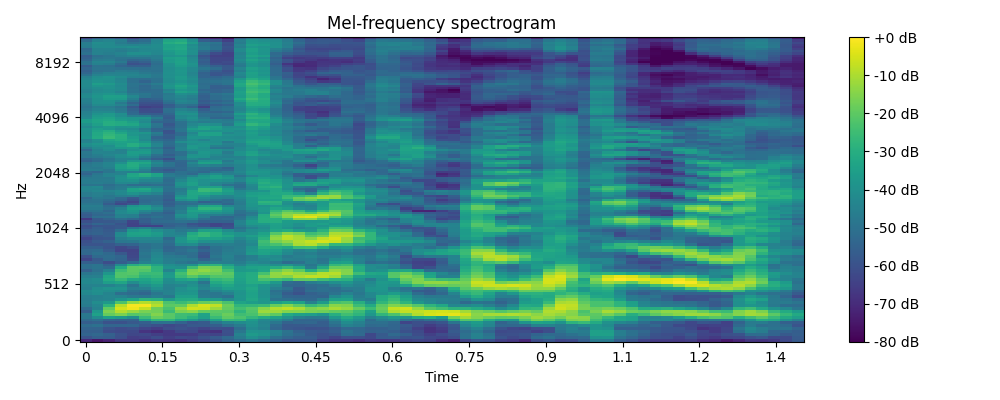 Mel-frequency spectrogram
Hz
8192
4096
2048
1024
512
0
0 0.15 0.3 0.45 0.6 0.75 0.9 1.1 1.2 1.4
Time
+0 dB
-10 dB
-20 dB
-30 dB
-40 dB
-50 dB
-60 dB
-70 dB
-80 dB